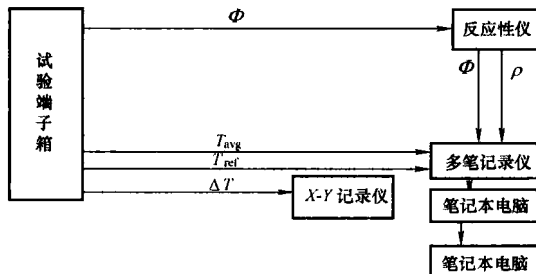 Φ
反应性仪
试验端子箱
Φ
ρ
Tavg
Tref
多笔记录仪
ΔT
X-Y 记录仪
笔记本电脑
笔记本电脑